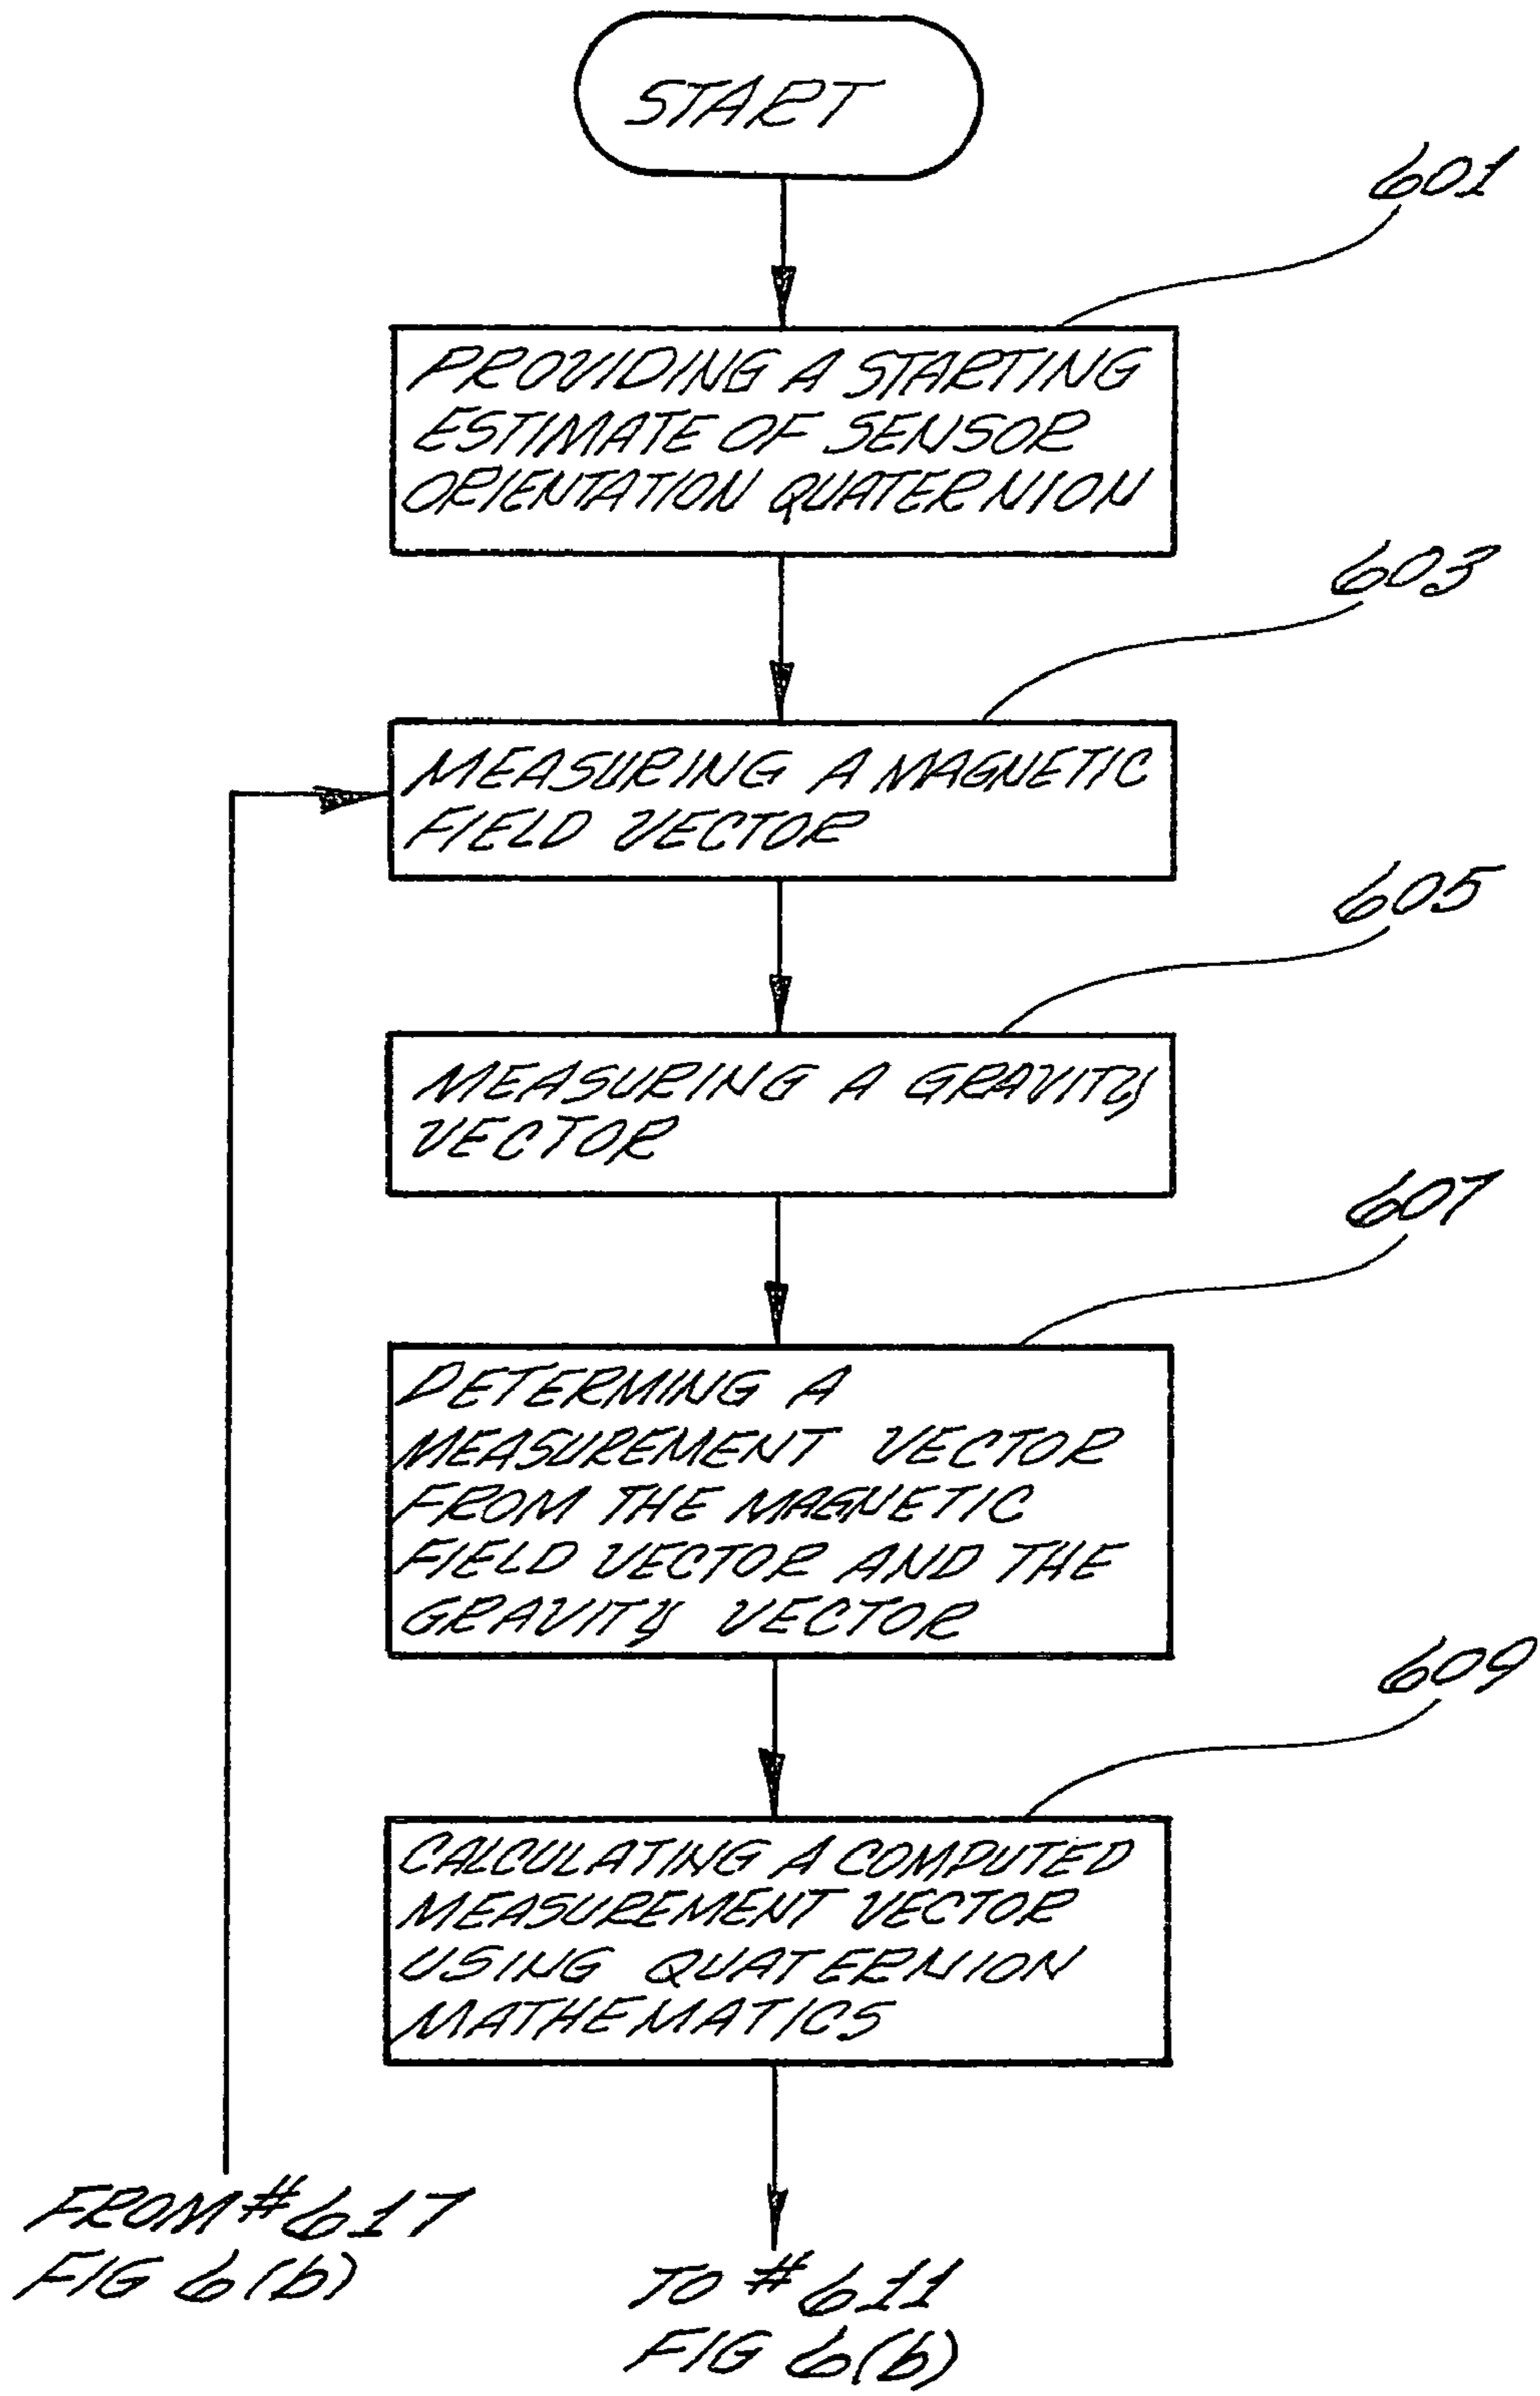 START
601
PROVIDING A STARTING
ESTIMATE OF SENSOR
ORIENTATION QUATERNION
603
MEASURING A MAGNETIC
FIELD VECTOR
605
MEASURING A GRAVITY
VECTOR
607
DETERMING A
MEASUREMENT VECTOR
FROM THE MAGNETIC
FIELD VECTOR AND THE
GRAVITY VECTOR
609
CALCULATING A COMPUTED
MEASUREMENT VECTOR
USING QUATERNION
MATHEMATICS
FROM #617
FIG 6(b)
TO #611
FIG 6(b)